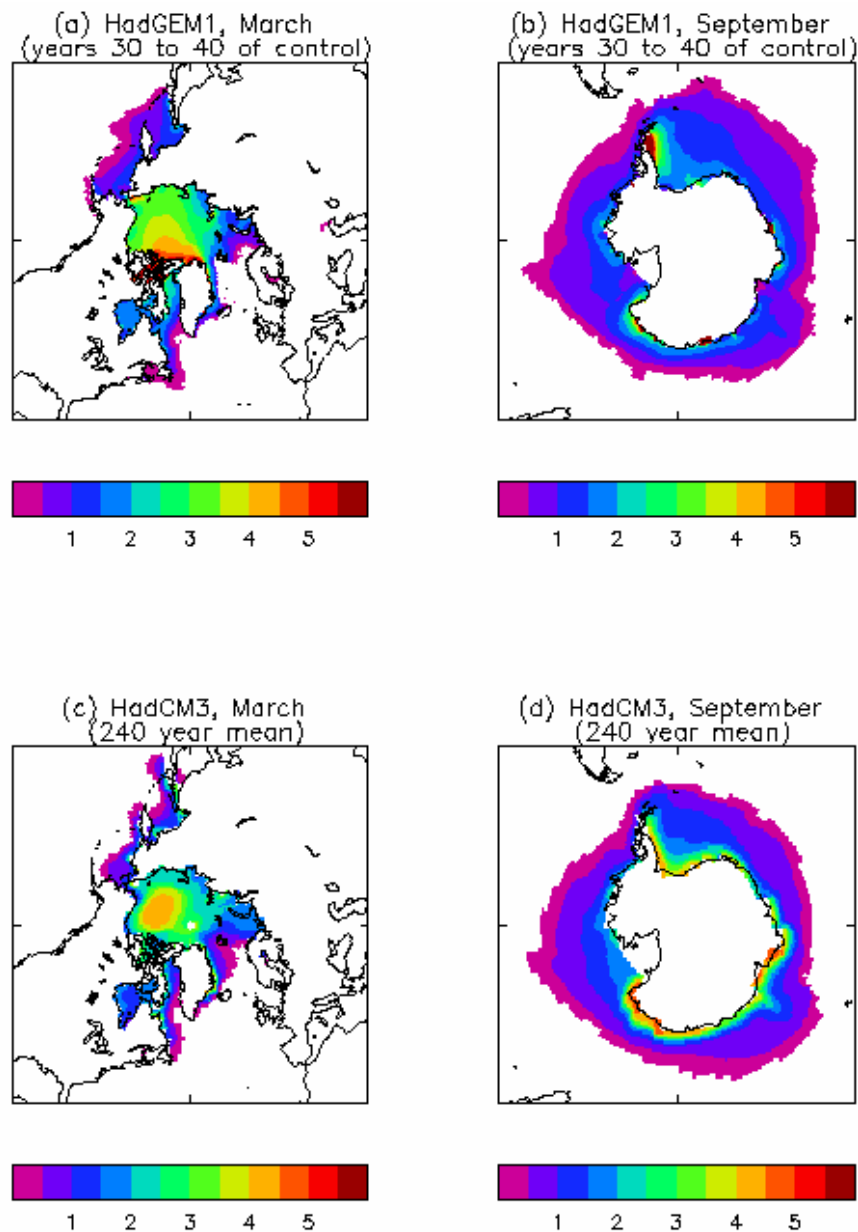 (a) HadGEM1, March
(years 30 to 40 of control)
(b) HadGEM1, September
(years 30 to 40 of control)
1 2 3 4 5
1 2 3 4 5
(c) HadCM3, March
(240 year mean)
(d) HadCM3, September
(240 year mean)
1 2 3 4 5
1 2 3 4 5